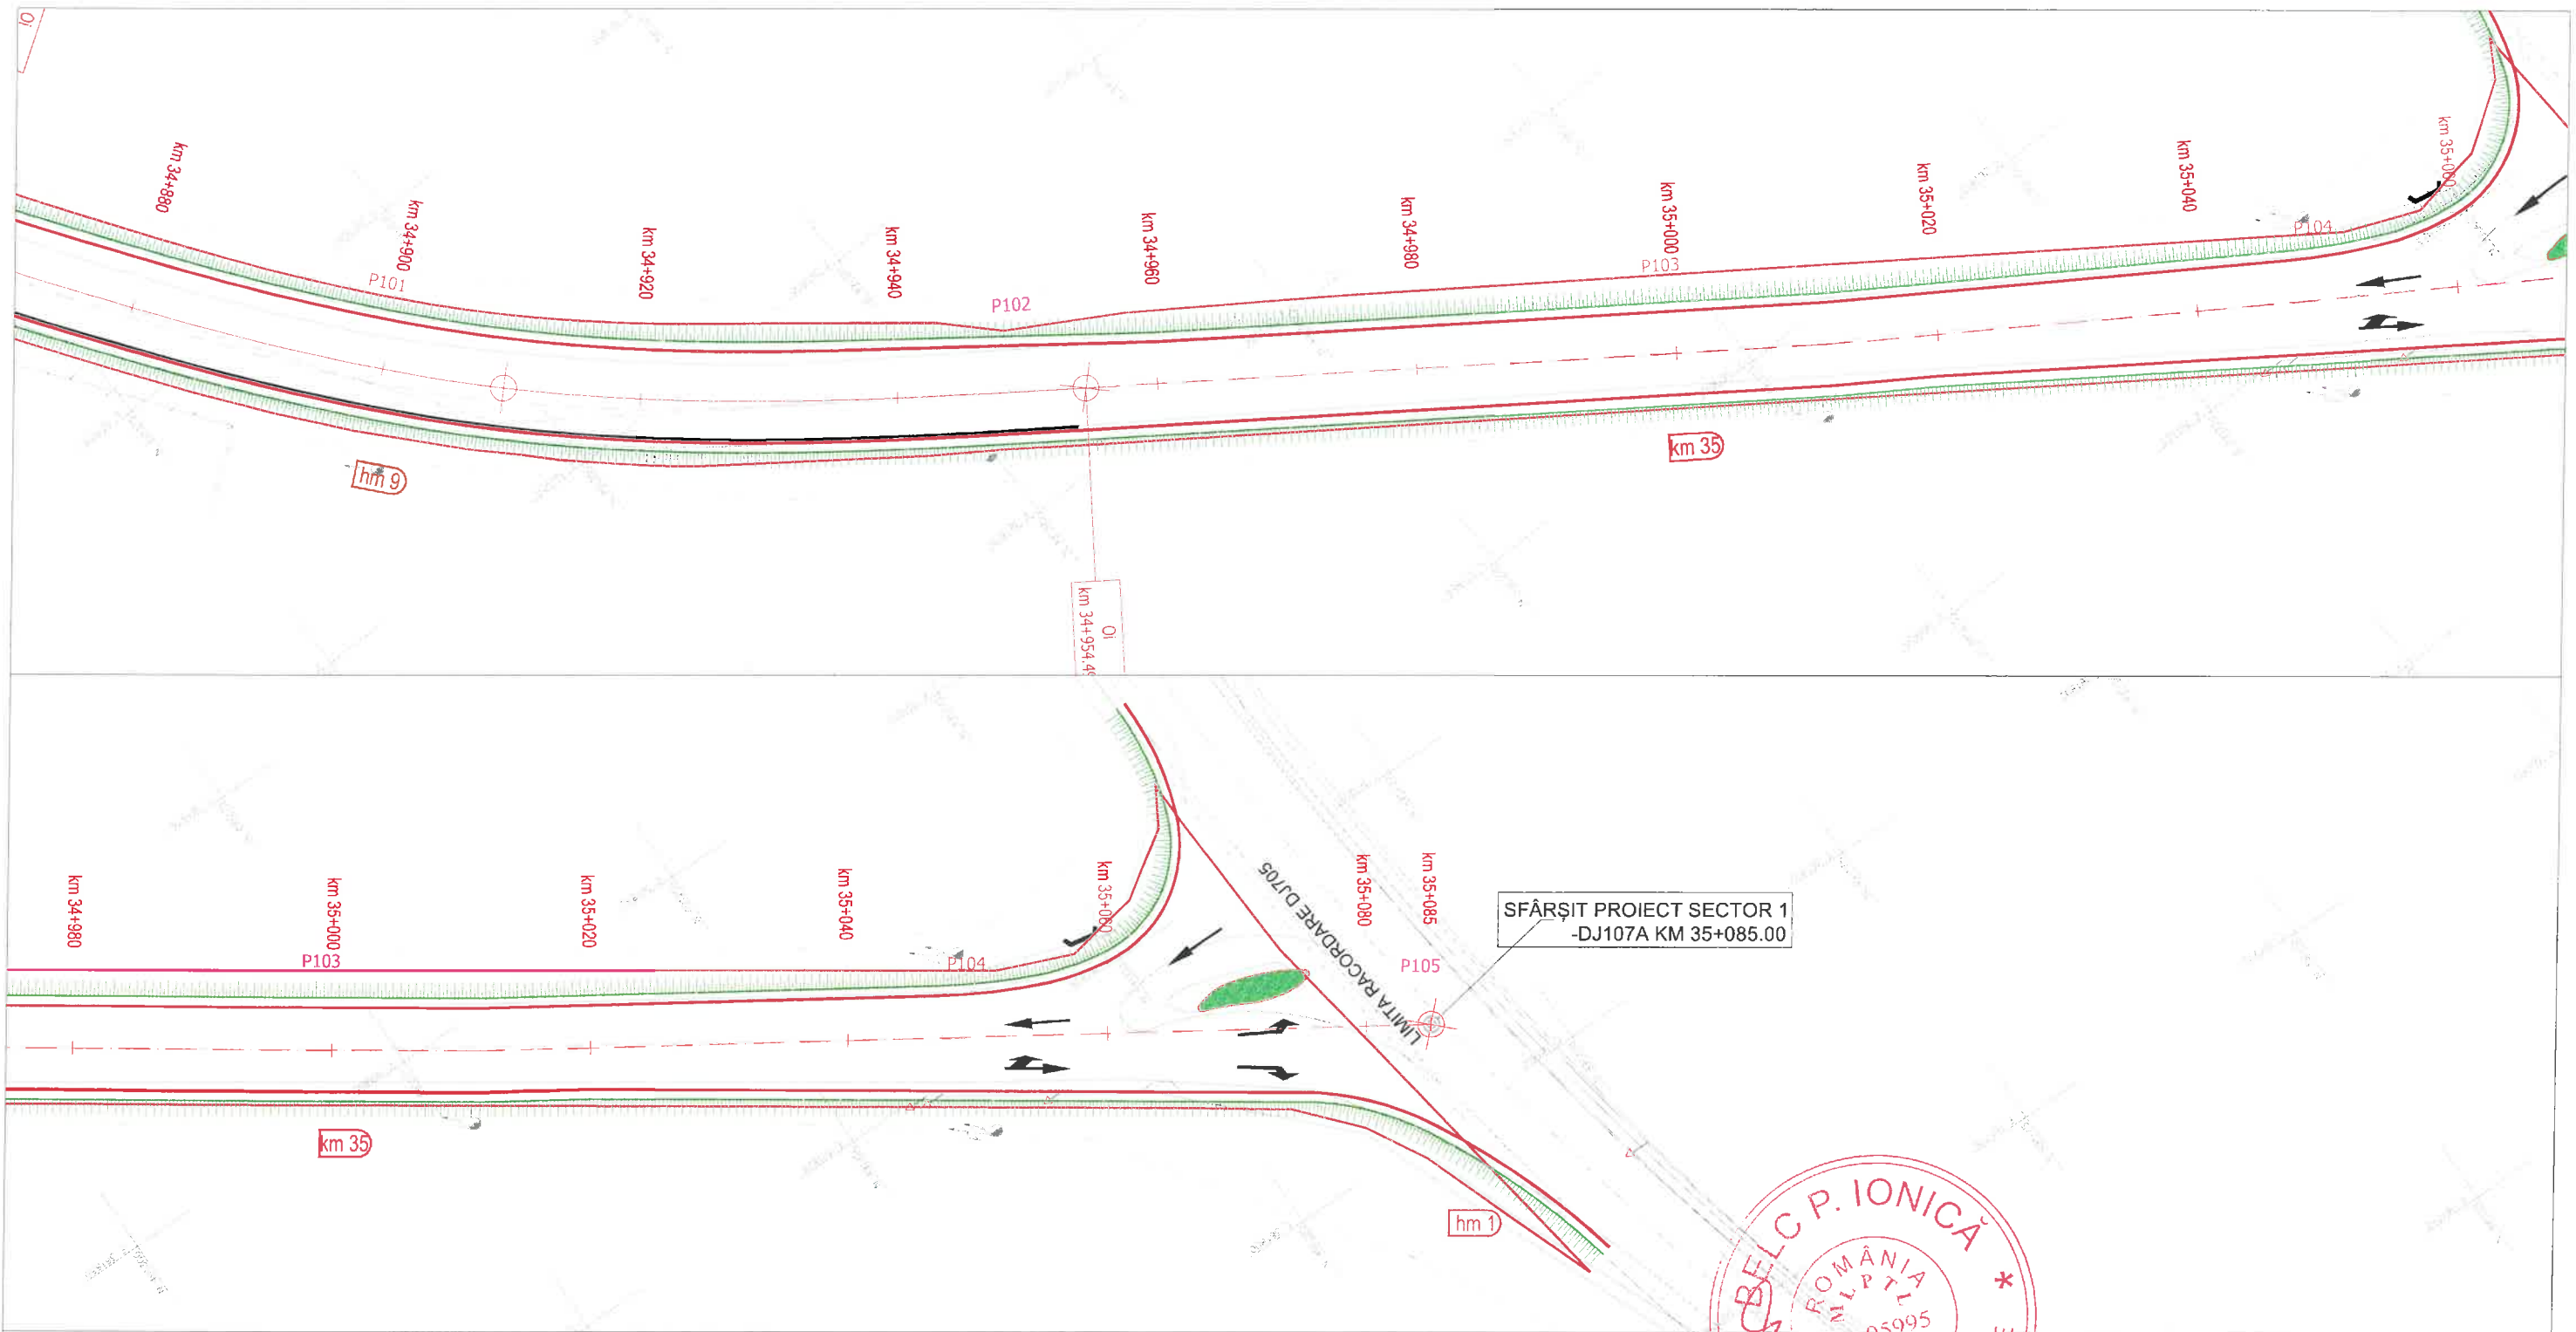 Oi
km 34+880
km 34+900
P101
km 34+920
km 34+940
P102
km 34+960
km 34+980
km 35+000
P103
km 35+020
km 35+040
P104
km 35+060
hm 9
km 35
Oi
km 34+954.4
km 34+980
km 35+000
P103
km 35+020
km 35+040
P104
km 35+060
LIMITA RACORDARE DJ705
km 35+080
km 35+085
P105
SFÂRȘIT PROIECT SECTOR 1
-DJ107A KM 35+085.00
km 35
hm 1
BELC P. IONICĂ *
ROMÂNIA
MLPTL
05995